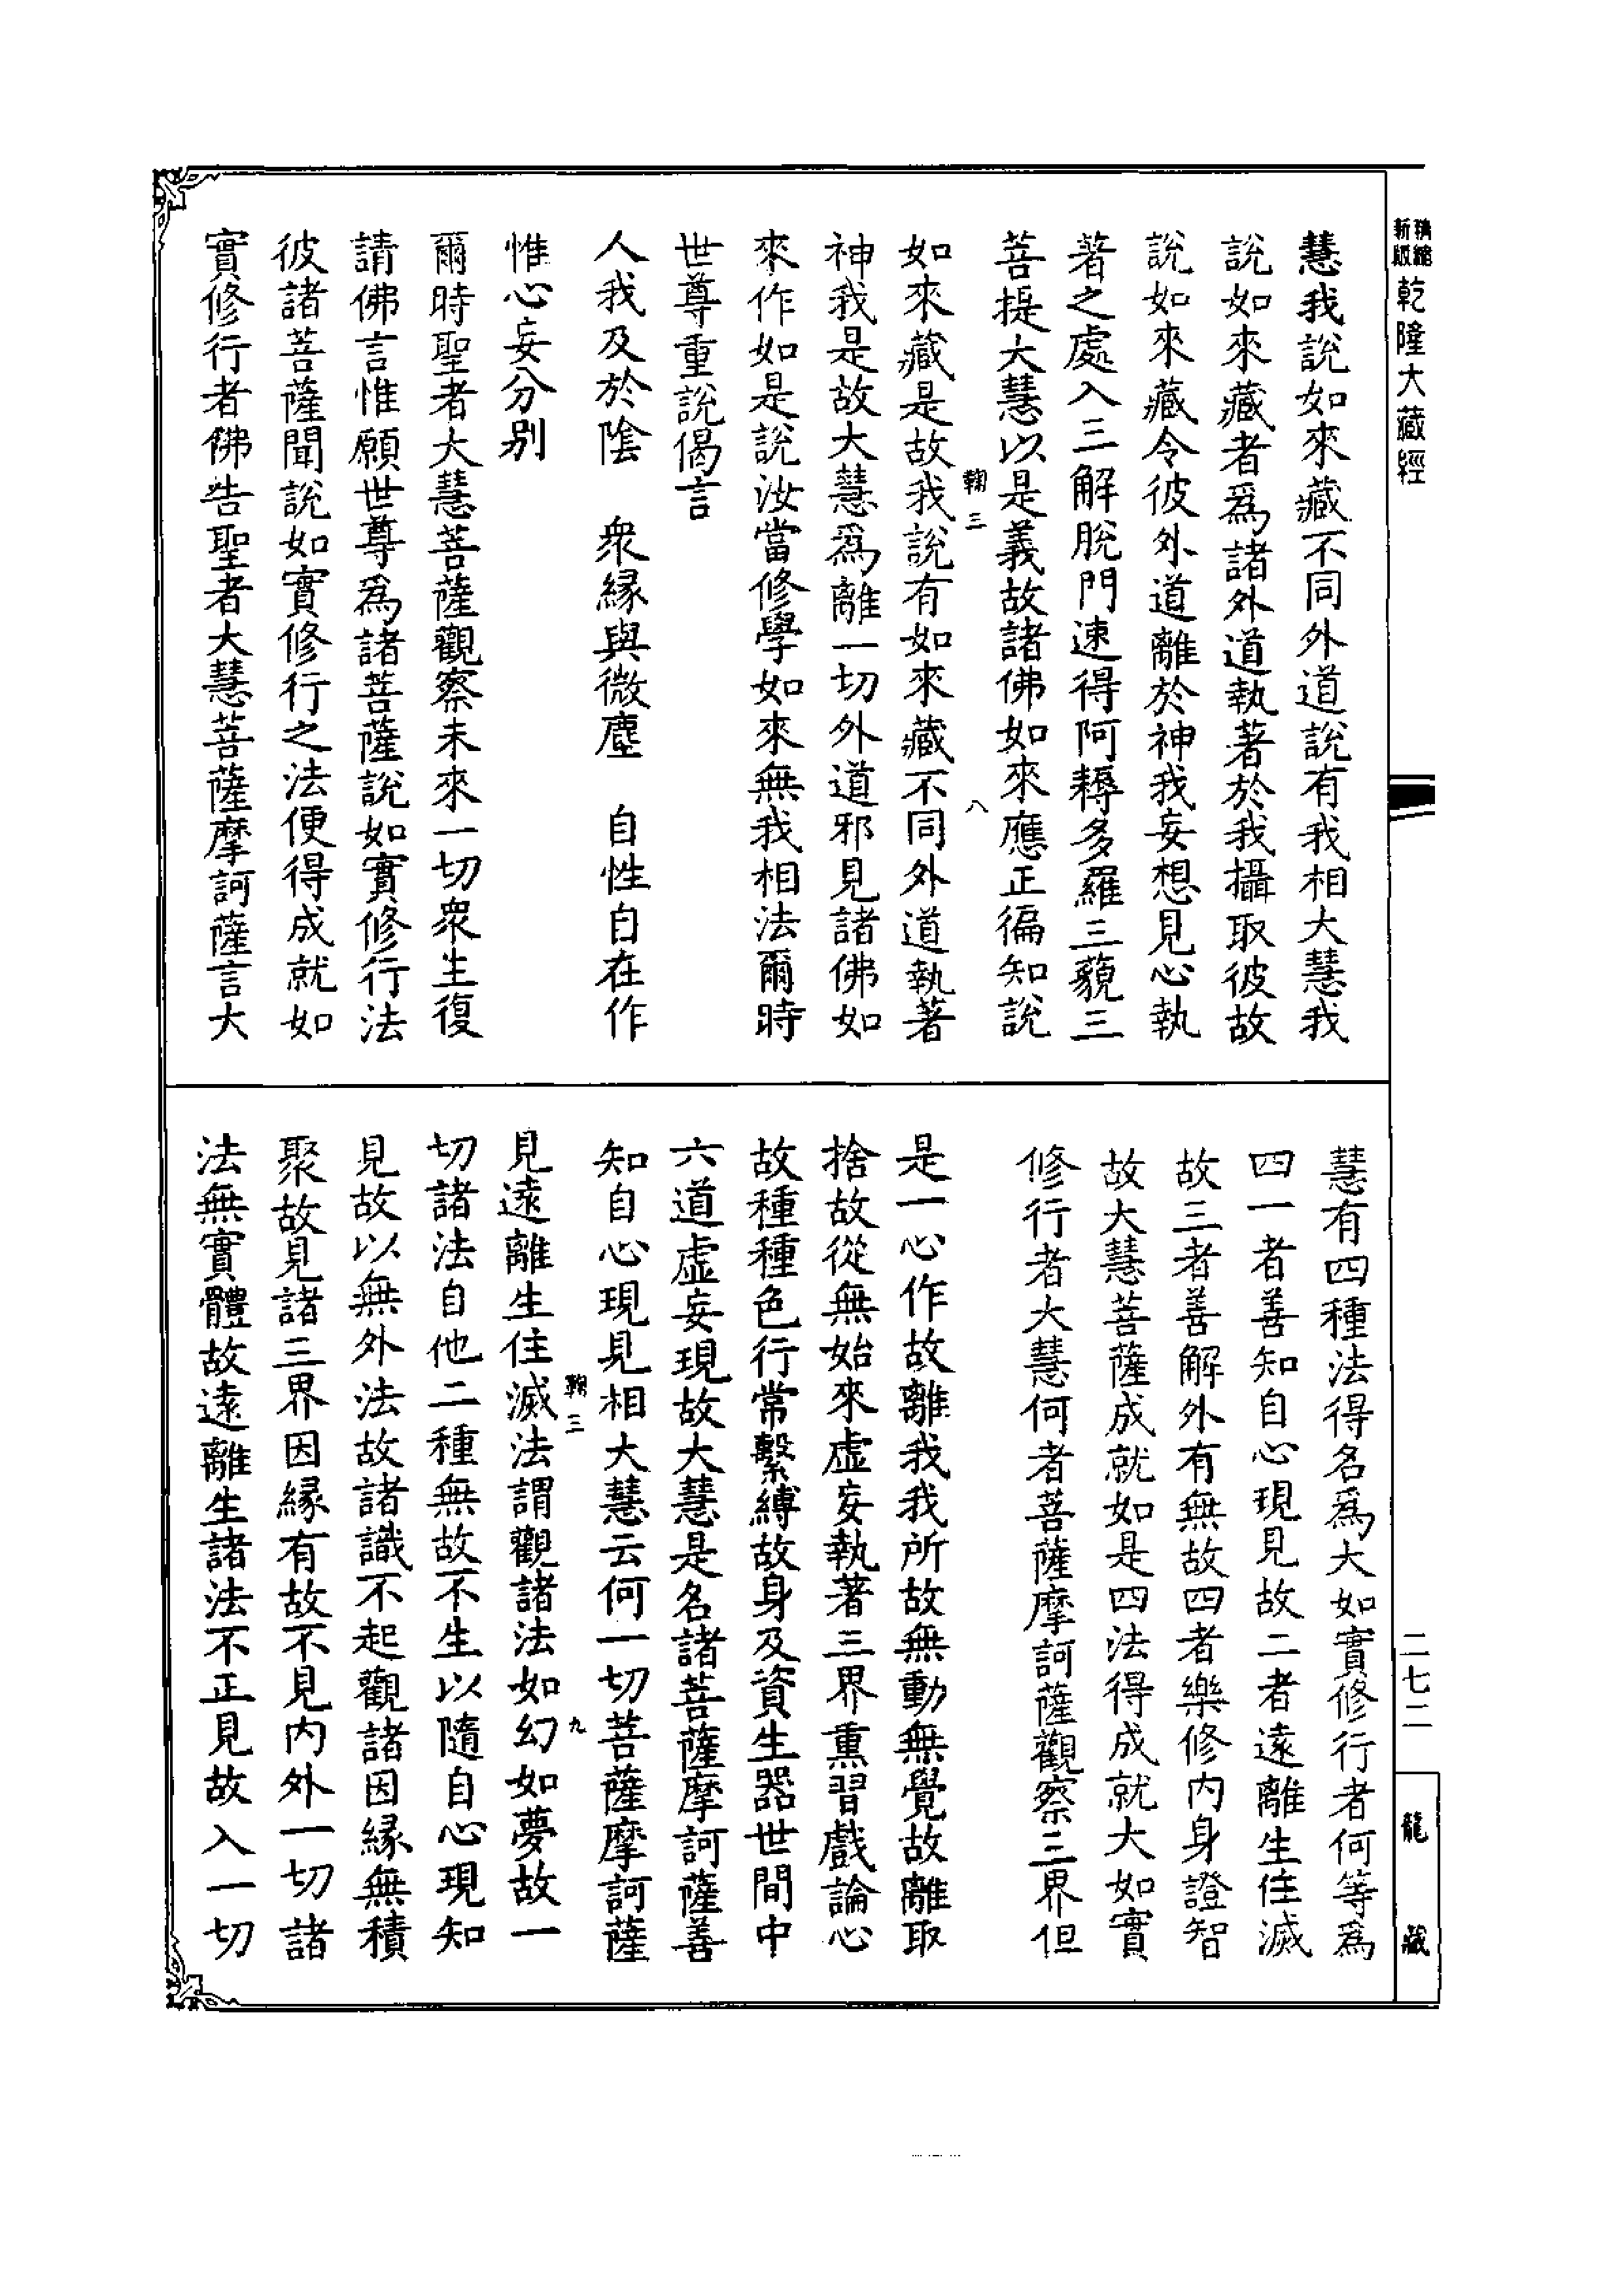 精縮
新版
乾隆大藏經
慧我說如來藏不同外道說有我相大慧我
說如來藏者爲諸外道執著於我攝取彼故
說如來藏令彼外道離於神我妄想見心執
著之處入三解脫門速得阿耨多羅三藐三
菩提大慧以是義故諸佛如來應正徧知說
鞠三 八
如來藏是故我說有如來藏不同外道執著
神我是故大慧爲離一切外道邪見諸佛如
來作如是說汝當修學如來無我相法爾時
世尊重說偈言
人我及於陰 衆緣與微塵 自性自在作
惟心妄分別
爾時聖者大慧菩薩觀察未來一切衆生復
請佛言惟願世尊爲諸菩薩說如實修行法
彼諸菩薩聞說如實修行之法便得成就如
實修行者佛告聖者大慧菩薩摩訶薩言大
慧有四種法得名爲大如實修行者何等爲
四一者善知自心現見故二者遠離生住滅
故三者善解外有無故四者樂修內身證智
故大慧菩薩成就如是四法得成就大如實
修行者大慧何者菩薩摩訶薩觀察三界但
是一心作故離我我所故無動無覺故離取
捨故從無始來虛妄執著三界熏習戲論心
故種種色行常繫縛故身及資生器世間中
六道虛妄現故大慧是名諸菩薩摩訶薩善
知自心現見相大慧云何一切菩薩摩訶薩
鞠三 九
見遠離生住滅法謂觀諸法如幻如夢故一
切諸法自他二種無故不生以隨自心現知
見故以無外法故諸識不起觀諸因緣無積
聚故見諸三界因緣有故不見內外一切諸
法無實體故遠離生諸法不正見故入一切
二七二
龍藏